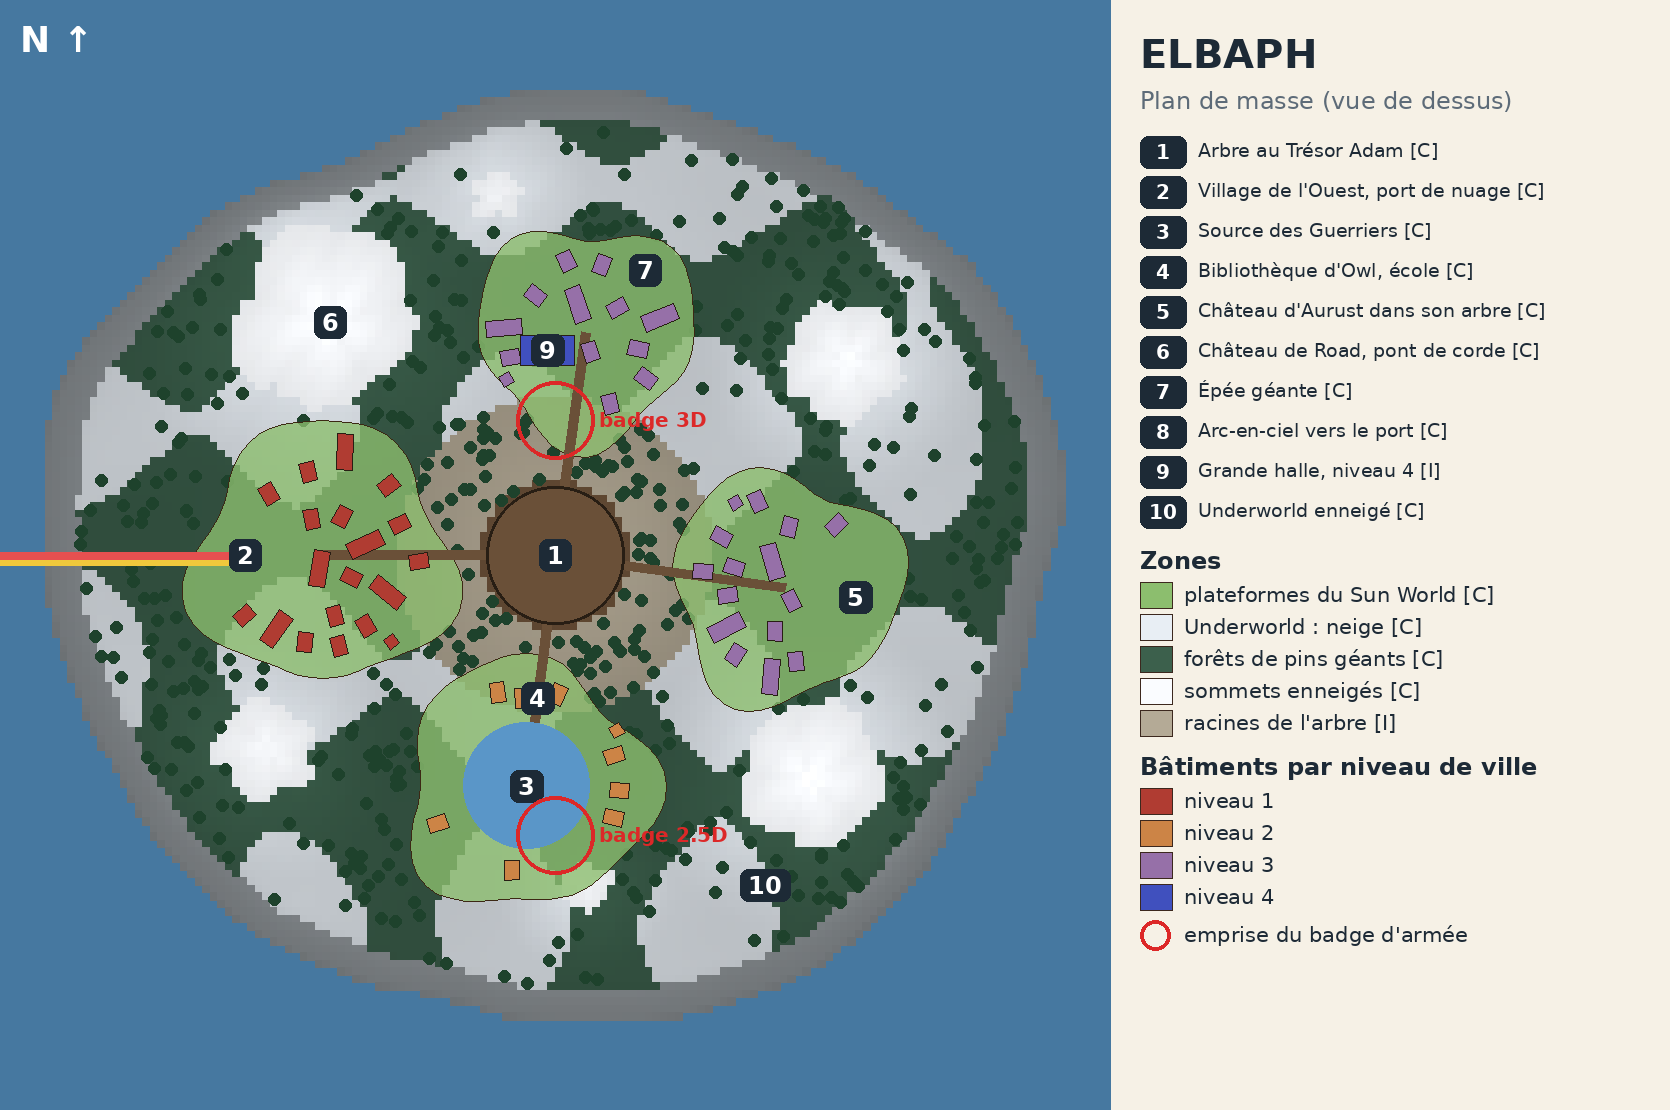 N ↑
ELBAPH
Plan de masse (vue de dessus)
1 Arbre au Trésor Adam [C]
2 Village de l'Ouest, port de nuage [C]
3 Source des Guerriers [C]
4 Bibliothèque d'Owl, école [C]
5 Château d'Aurust dans son arbre [C]
6 Château de Road, pont de corde [C]
7 Épée géante [C]
8 Arc-en-ciel vers le port [C]
9 Grande halle, niveau 4 [I]
10 Underworld enneigé [C]
Zones
plateformes du Sun World [C]
Underworld : neige [C]
forêts de pins géants [C]
sommets enneigés [C]
racines de l'arbre [I]
Bâtiments par niveau de ville
niveau 1
niveau 2
niveau 3
niveau 4
emprise du badge d'armée
7
6
9
badge 3D
2
1
5
4
3
badge 2.5D
10